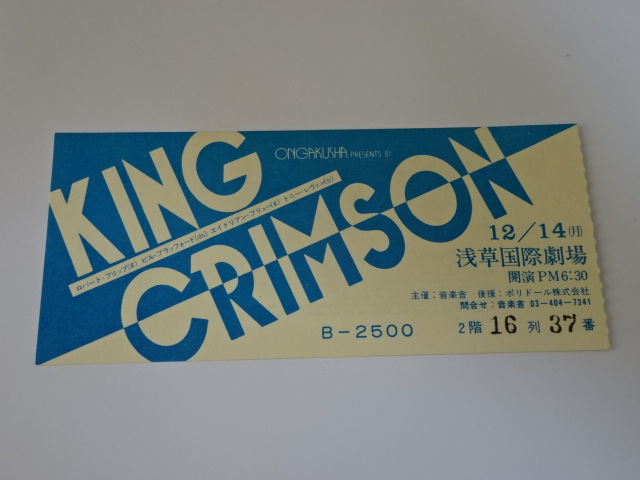 ONGAKUSHA PRESENTS 81
KING
CRIMSON
ロバート・フリップ(g) ビル・ブラッフォード(ds) エイドリアン・ブリュー(g) トニー・レヴィン(b)
12/14(月)
浅草国際劇場
開演PM6:30
主催:音楽舎 後援:ポリドール株式会社
問合せ:音楽舎 03-404-7341
B-2500
2階 16 列 37 番